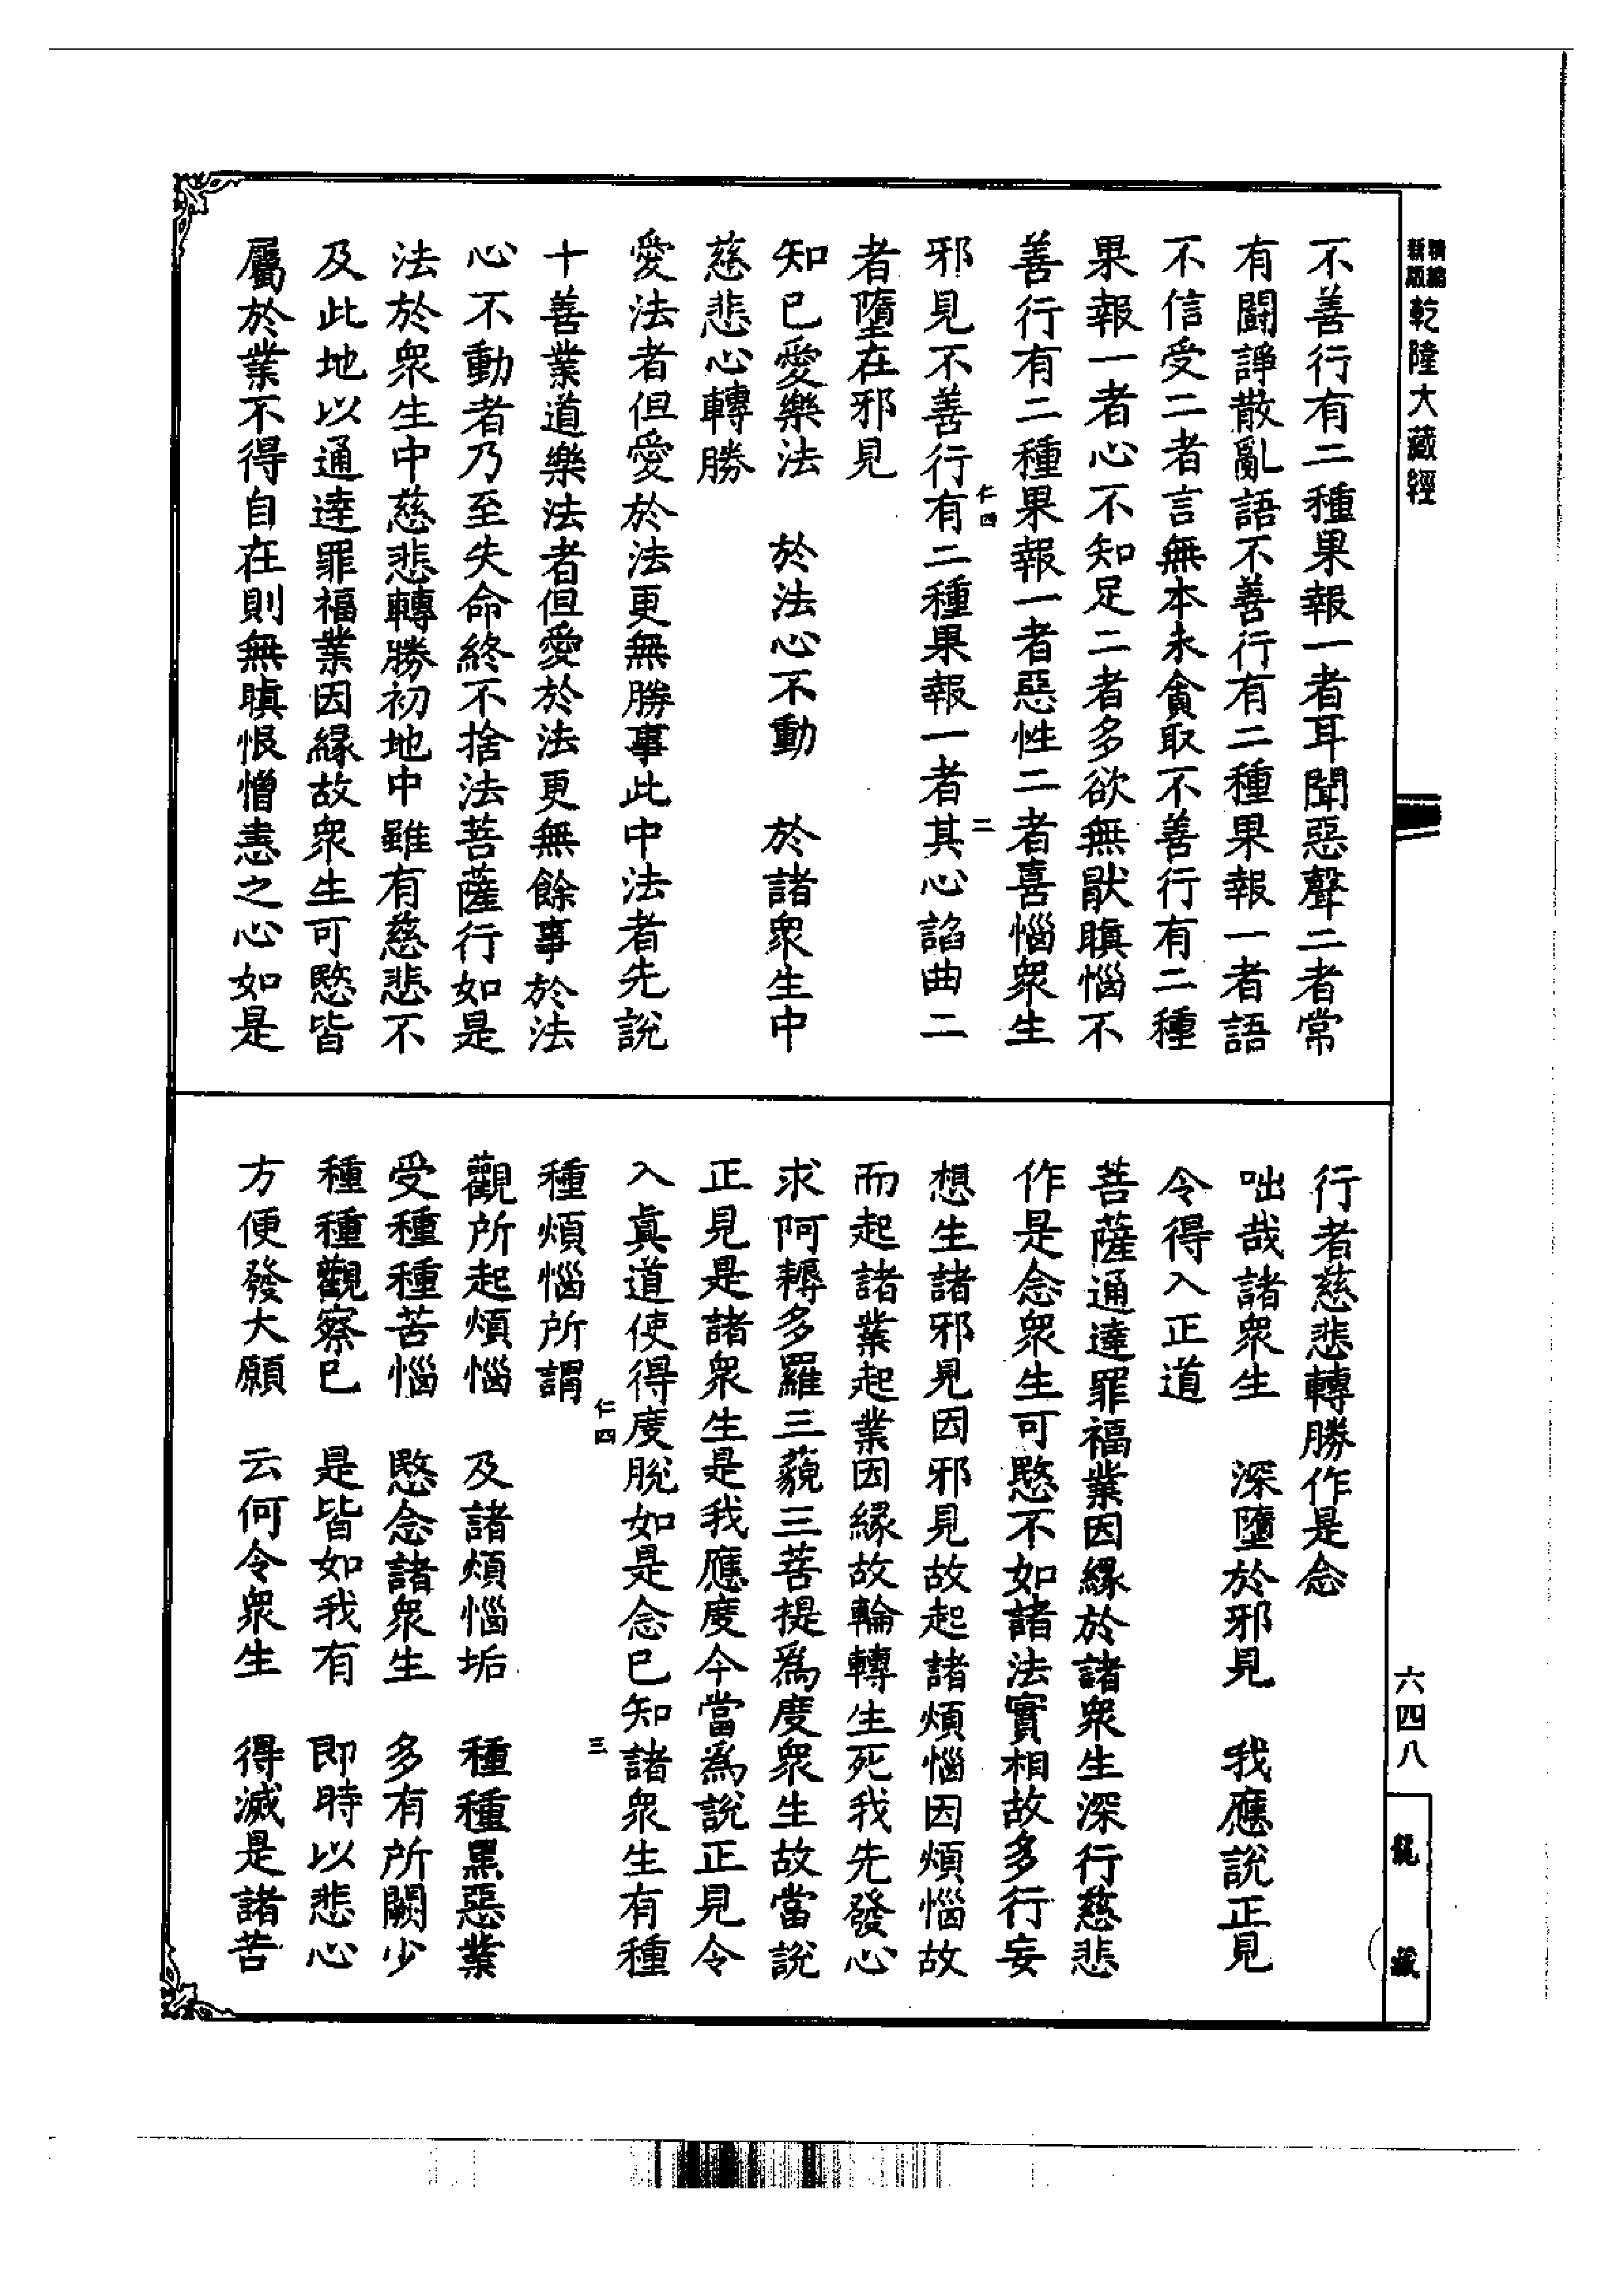 新編
縮版
乾隆大藏經
不善行有二種果報一者耳聞惡聲二者常
有鬪諍散亂語不善行有二種果報一者語
不信受二者言無本末貪取不善行有二種
果報一者心不知足二者多欲無猒瞋惱不
善行有二種果報一者惡性二者喜惱眾生
仁四
二
邪見不善行有二種果報一者其心諂曲二
者墮在邪見
知已愛樂法　於法心不動　於諸眾生中
慈悲心轉勝
愛法者但愛於法更無勝事此中法者先說
十善業道樂法者但愛於法更無餘事於法
心不動者乃至失命終不捨法菩薩行如是
法於眾生中慈悲轉勝初地中雖有慈悲不
及此地以通達罪福業因緣故眾生可愍皆
屬於業不得自在則無瞋恨憎恚之心如是
行者慈悲轉勝作是念
咄哉諸眾生　深墮於邪見　我應說正見
令得入正道
菩薩通達罪福業因緣於諸眾生深行慈悲
作是念眾生可愍不如諸法實相故多行妄
想生諸邪見因邪見故起諸煩惱因煩惱故
而起諸業起業因緣故輪轉生死我先發心
求阿耨多羅三藐三菩提為度眾生故當說
正見是諸眾生是我應度今當為說正見令
入真道使得度脫如是念已知諸眾生有種
仁四
三
種煩惱所謂
觀所起煩惱　及諸煩惱垢　種種黑惡業
受種種苦惱　愍念諸眾生　多有所闕少
種種觀察已　是皆如我有　即時以悲心
方便發大願　云何令眾生　得滅是諸苦
六四八
龍藏